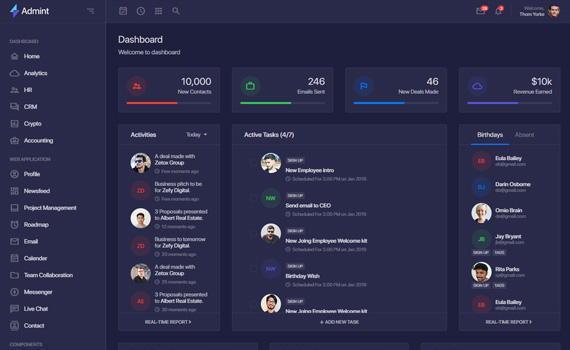 Admint
Welcome,
Thom Yorke
DASHBOARD
Home
Analytics
HR
CRM
Crypto
Accounting
WEB APPLICATION
Profile
Newsfeed
Project Management
Roadmap
Email
Calender
Team Collaboration
Messenger
Live Chat
Contact
COMPONENTS
Dashboard
Welcome to dashboard
10,000
New Contacts
246
Emails Sent
46
New Deals Made
$10k
Revenue Earned
Activities
Today
A deal made with
Zetox Group
Few moments ago
ZD
Business pitch to be
for Zefy Digital.
Few moments ago
3 Proposals presented
to Albert Real Estate.
12 moments ago
ZD
Business to tomorrow
for Zefy Digital.
20 moments ago
A deal made with
Zetox Group
25 moments ago
AE
3 Proposals presented
to Albert Real Estate.
30 moments ago
REAL-TIME REPORT
Active Tasks (4/7)
SIGN UP
New Employee intro
Scheduled For 3:00 PM on Jan 2019
NW
SIGN UP
Send email to CEO
Scheduled For 3:00 PM on Jan 2019
SIGN UP
New Joing Employee Welcome kit
Scheduled For 3:00 PM on Jan 2019
NW
SIGN UP
Birthday Wish
Scheduled For 3:00 PM on Jan 2019
SIGN UP
New Joing Employee Welcome kit
+ ADD NEW TASK
Birthdays
Absent
EB
Eula Bailey
DJ
Darin Osborne
Omio Brain
JB
Jay Bryant
SIGN UP
TAGS
Rita Parks
SIGN UP
TAGS
EB
Eula Bailey
REAL-TIME REPORT